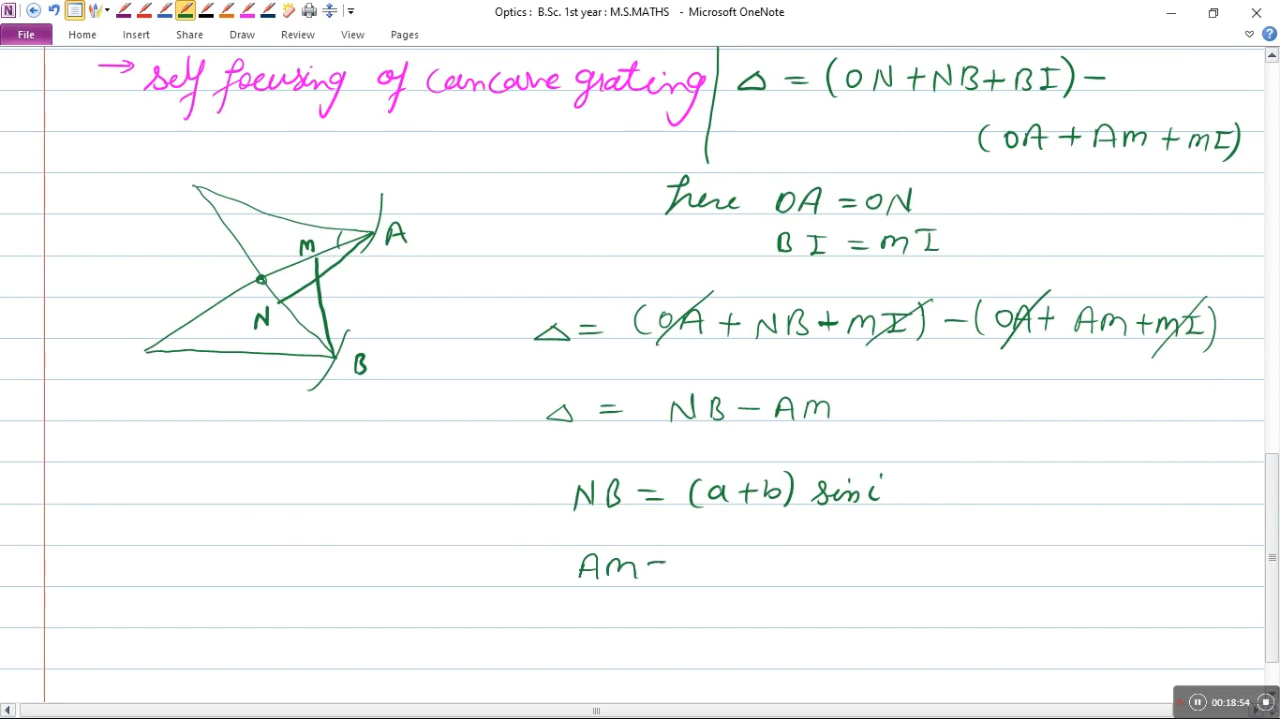 Optics : B.Sc. 1st year : M.S.MATHS - Microsoft OneNote
File Home Insert Share Draw Review View Pages
→ self focusing of concave grating
Δ = (ON + NB + BI) -
(OA + AM + MI)
here OA = ON
BI = MI
A
M
N
B
Δ = (OA + NB + MI) - (OA + AM + MI)
Δ = NB - AM
NB = (a+b) sin i
AM =
00:18:54